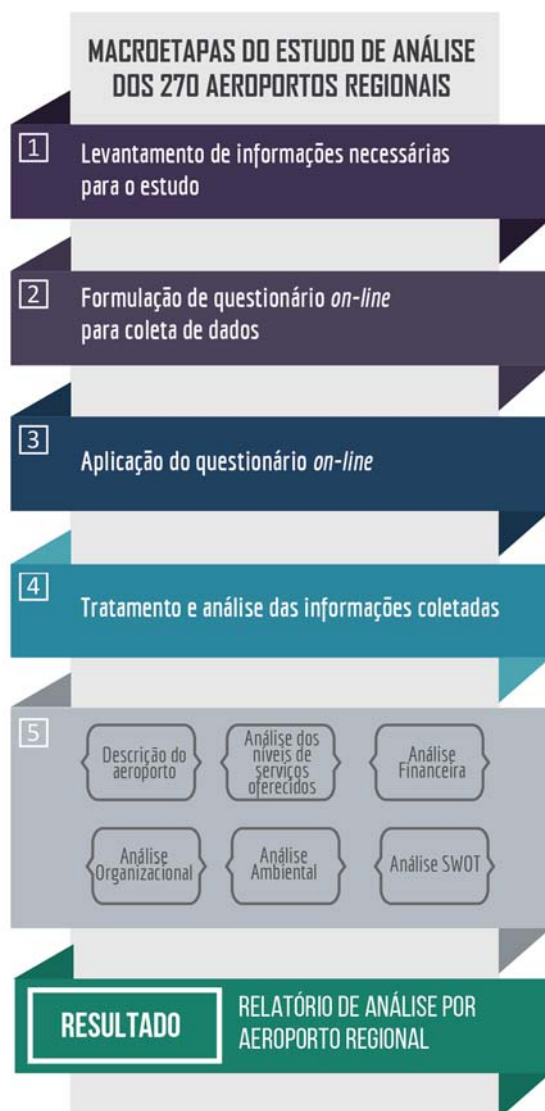 MACROETAPAS DO ESTUDO DE ANÁLISE
DOS 270 AEROPORTOS REGIONAIS
1
Levantamento de informações necessárias
para o estudo
2
Formulação de questionário on-line
para coleta de dados
3
Aplicação do questionário on-line
4
Tratamento e análise das informações coletadas
5
Descrição do
aeroporto
Análise dos
níveis de
serviços
oferecidos
Análise
Financeira
Análise
Organizacional
Análise
Ambiental
Análise SWOT
RESULTADO
RELATÓRIO DE ANÁLISE POR
AEROPORTO REGIONAL